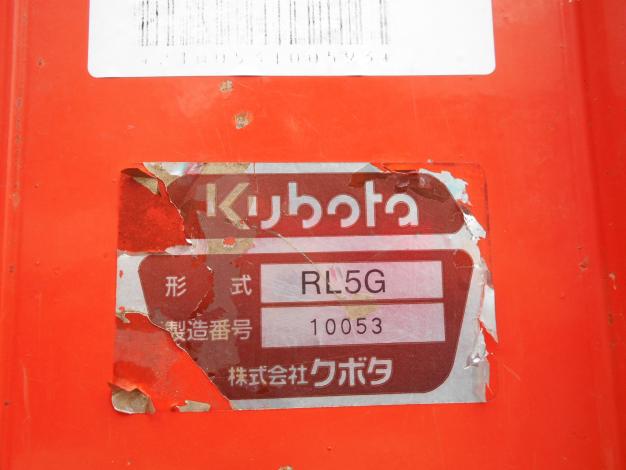 Kubota
形式 RL5G
製造番号 10053
株式会社クボタ